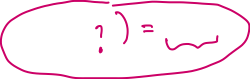 ? ) =